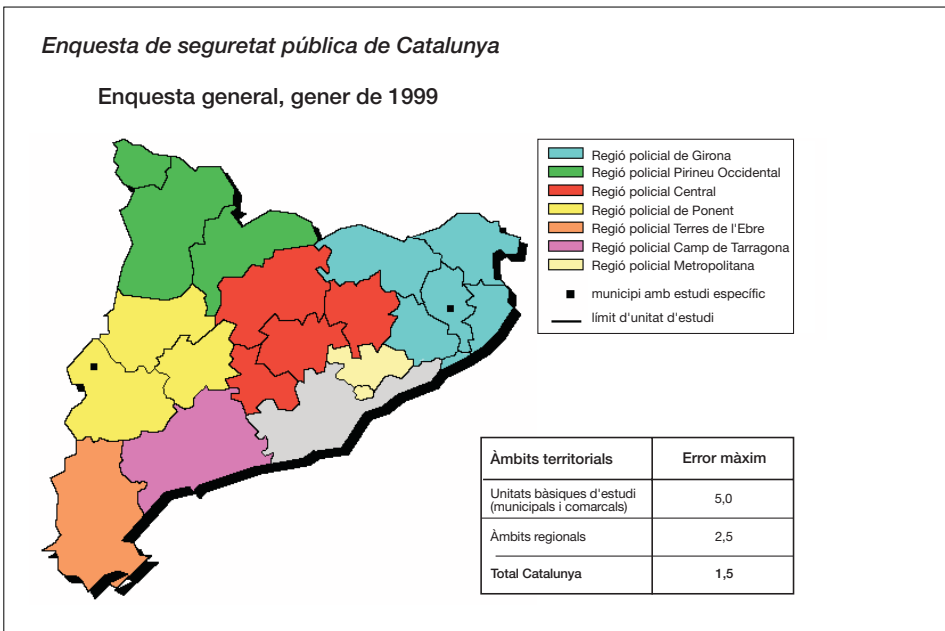 Enquesta de seguretat pública de Catalunya
Enquesta general, gener de 1999
Regió policial de Girona
Regió policial Pirineu Occidental
Regió policial Central
Regió policial de Ponent
Regió policial Terres de l'Ebre
Regió policial Camp de Tarragona
Regió policial Metropolitana
municipi amb estudi específic
límit d'unitat d'estudi
Àmbits territorials Error màxim
Unitats bàsiques d'estudi
(municipals i comarcals) 5,0
Àmbits regionals 2,5
Total Catalunya 1,5